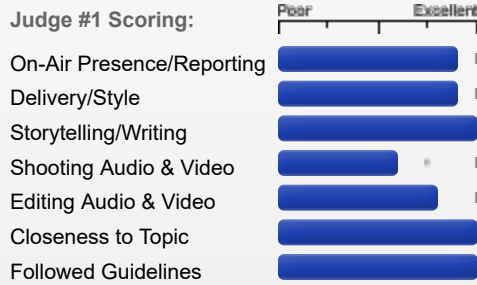 Poor Excellent
Judge #1 Scoring:
On-Air Presence/Reporting
Delivery/Style
Storytelling/Writing
Shooting Audio & Video
Editing Audio & Video
Closeness to Topic
Followed Guidelines